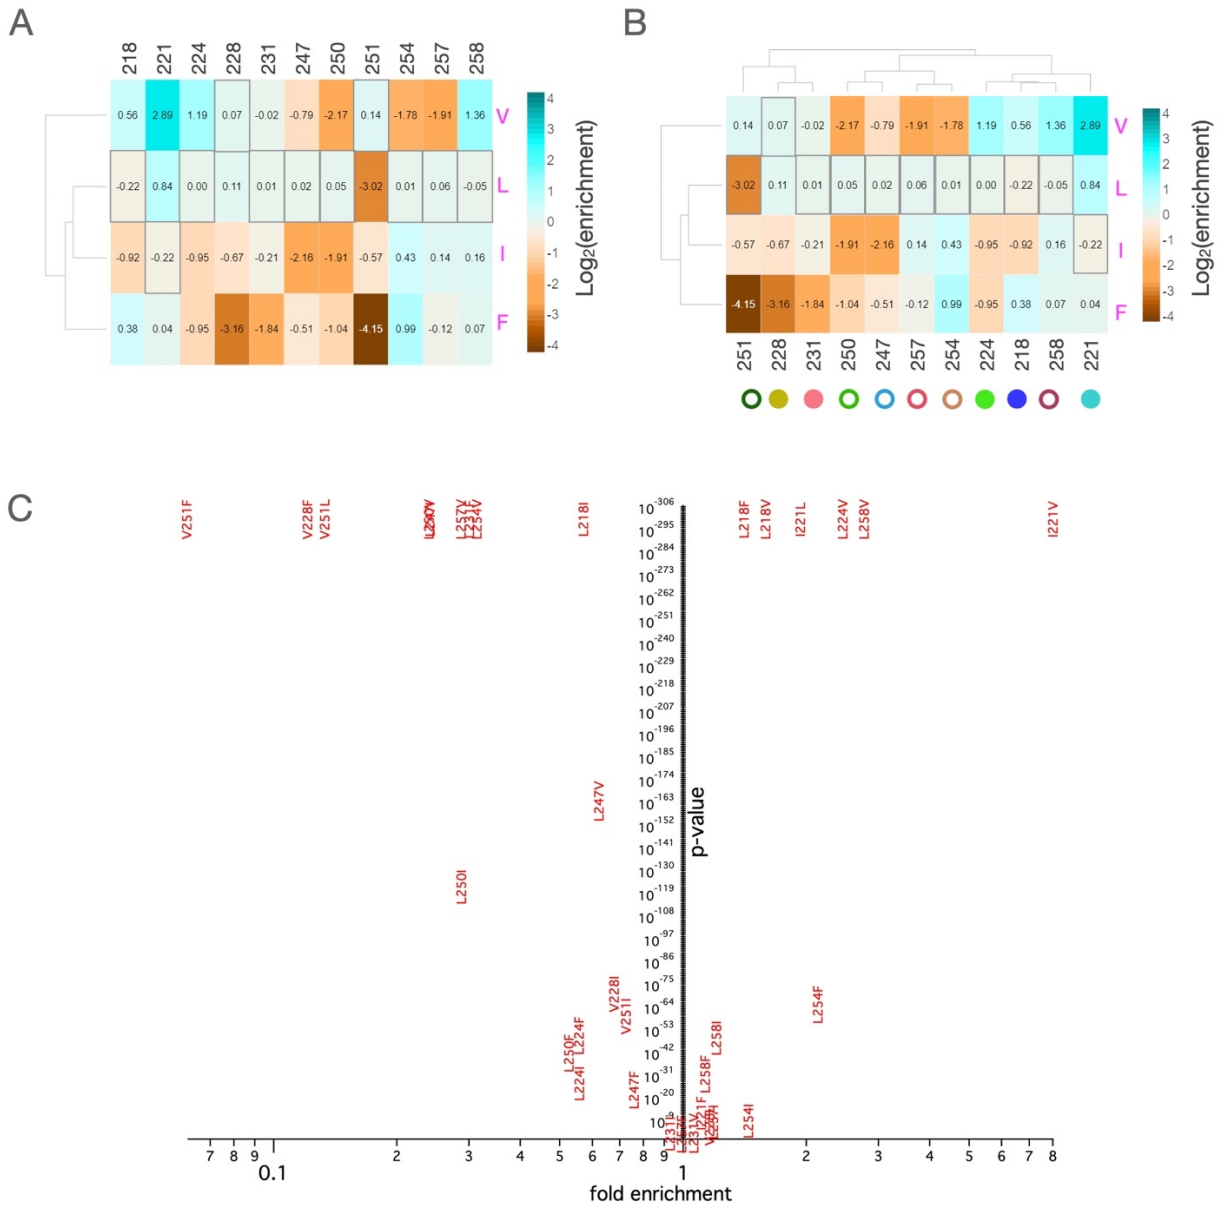 A
218 221 224 228 231 247 250 251 254 257 258
0.56 2.89 1.19 0.07 -0.02 -0.79 -2.17 0.14 -1.78 -1.91 1.36 V
-0.22 0.84 0.00 0.11 0.01 0.02 0.05 -3.02 0.01 0.06 -0.05 L
-0.92 -0.22 -0.95 -0.67 -0.21 -2.16 -1.91 -0.57 0.43 0.14 0.16 I
0.38 0.04 -0.95 -3.16 -1.84 -0.51 -1.04 -4.15 0.99 -0.12 0.07 F
4
3
2
1
0
-1
-2
-3
-4
Log2(enrichment)
B
0.14 0.07 -0.02 -2.17 -0.79 -1.91 -1.78 1.19 0.56 1.36 2.89 V
-3.02 0.11 0.01 0.05 0.02 0.06 0.01 0.00 -0.22 -0.05 0.84 L
-0.57 -0.67 -0.21 -1.91 -2.16 0.14 0.43 -0.95 -0.92 0.16 -0.22 I
-4.15 -3.16 -1.84 -1.04 -0.51 -0.12 0.99 -0.95 0.38 0.07 0.04 F
251 228 231 250 247 257 254 224 218 258 221
4
3
2
1
0
-1
-2
-3
-4
Log2(enrichment)
C
V251F V228F V251L L257V L231F L254V L218I L218F L218V I221L L224V L258V I221V
10-306
10-295
10-284
10-273
10-262
10-251
10-240
10-229
10-218
10-207
10-196
10-185
10-174
10-163
10-152
10-141
10-130
10-119
10-108
10-97
10-86
10-75
10-64
10-53
10-42
10-31
10-20
10-9
p-value
L247V
L250I
V228I
V251I
L254F
L224F
L250F
L258I
L224I
L247F
L258F
I221F
L254I
L231I
L231V
L257I
7 8 9 0.1 2 3 4 5 6 7 8 9 1 2 3 4 5 6 7 8
fold enrichment